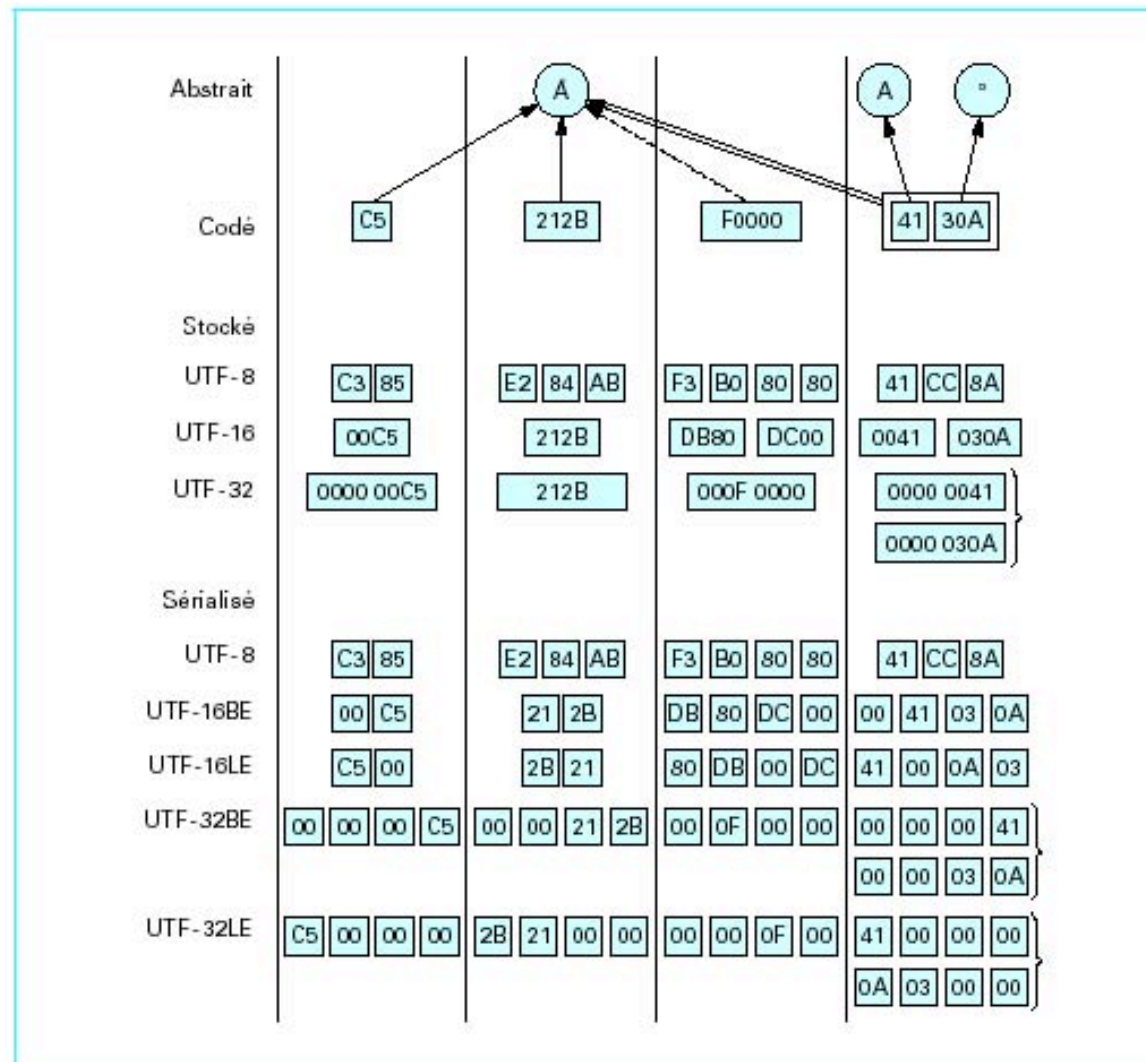 Abstrait Å A °
Codé C5 212B F0000 41 30A
Stocké
UTF-8 C3 85 E2 84 AB F3 B0 80 80 41 CC 8A
UTF-16 00C5 212B DB80 DC00 0041 030A
UTF-32 0000 00C5 212B 000F 0000 0000 0041
0000 030A
Sérialisé
UTF-8 C3 85 E2 84 AB F3 B0 80 80 41 CC 8A
UTF-16BE 00 C5 21 2B DB 80 DC 00 00 41 03 0A
UTF-16LE C5 00 2B 21 80 DB 00 DC 41 00 0A 03
UTF-32BE 00 00 00 C5 00 00 21 2B 00 0F 00 00 00 00 00 41
00 00 03 0A
UTF-32LE C5 00 00 00 2B 21 00 00 00 00 0F 00 41 00 00 00
0A 03 00 00